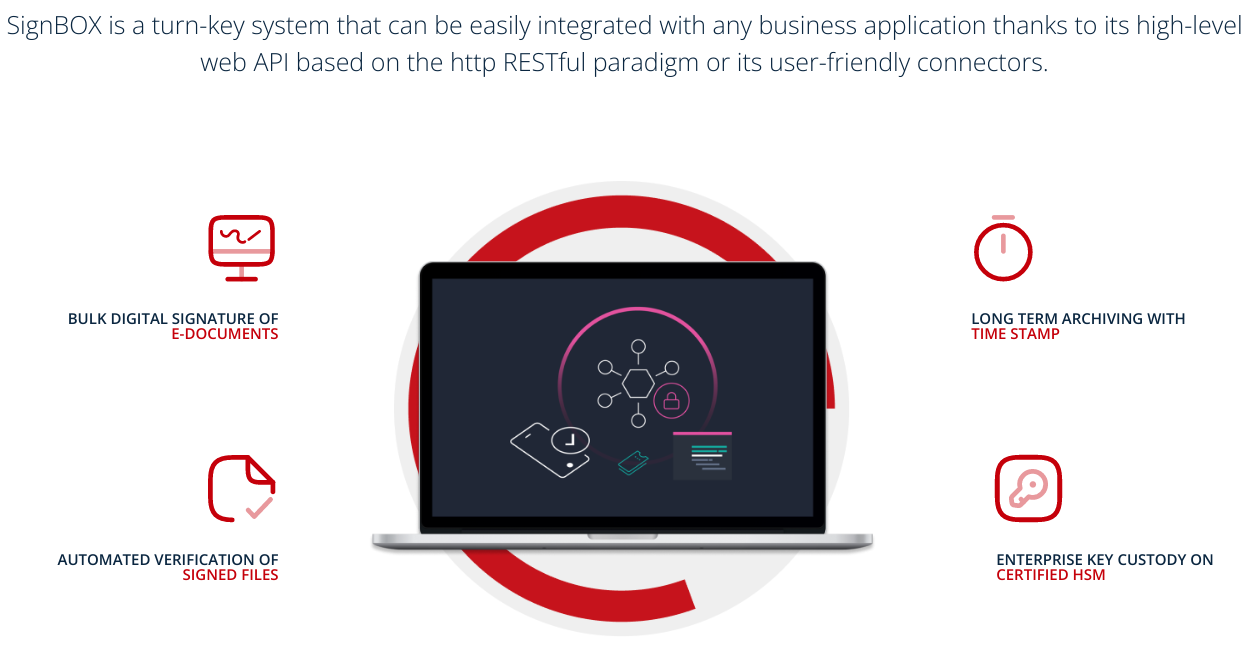 SignBOX is a turn-key system that can be easily integrated with any business application thanks to its high-level
web API based on the http RESTful paradigm or its user-friendly connectors.
BULK DIGITAL SIGNATURE OF
E-DOCUMENTS
LONG TERM ARCHIVING WITH
TIME STAMP
AUTOMATED VERIFICATION OF
SIGNED FILES
ENTERPRISE KEY CUSTODY ON
CERTIFIED HSM